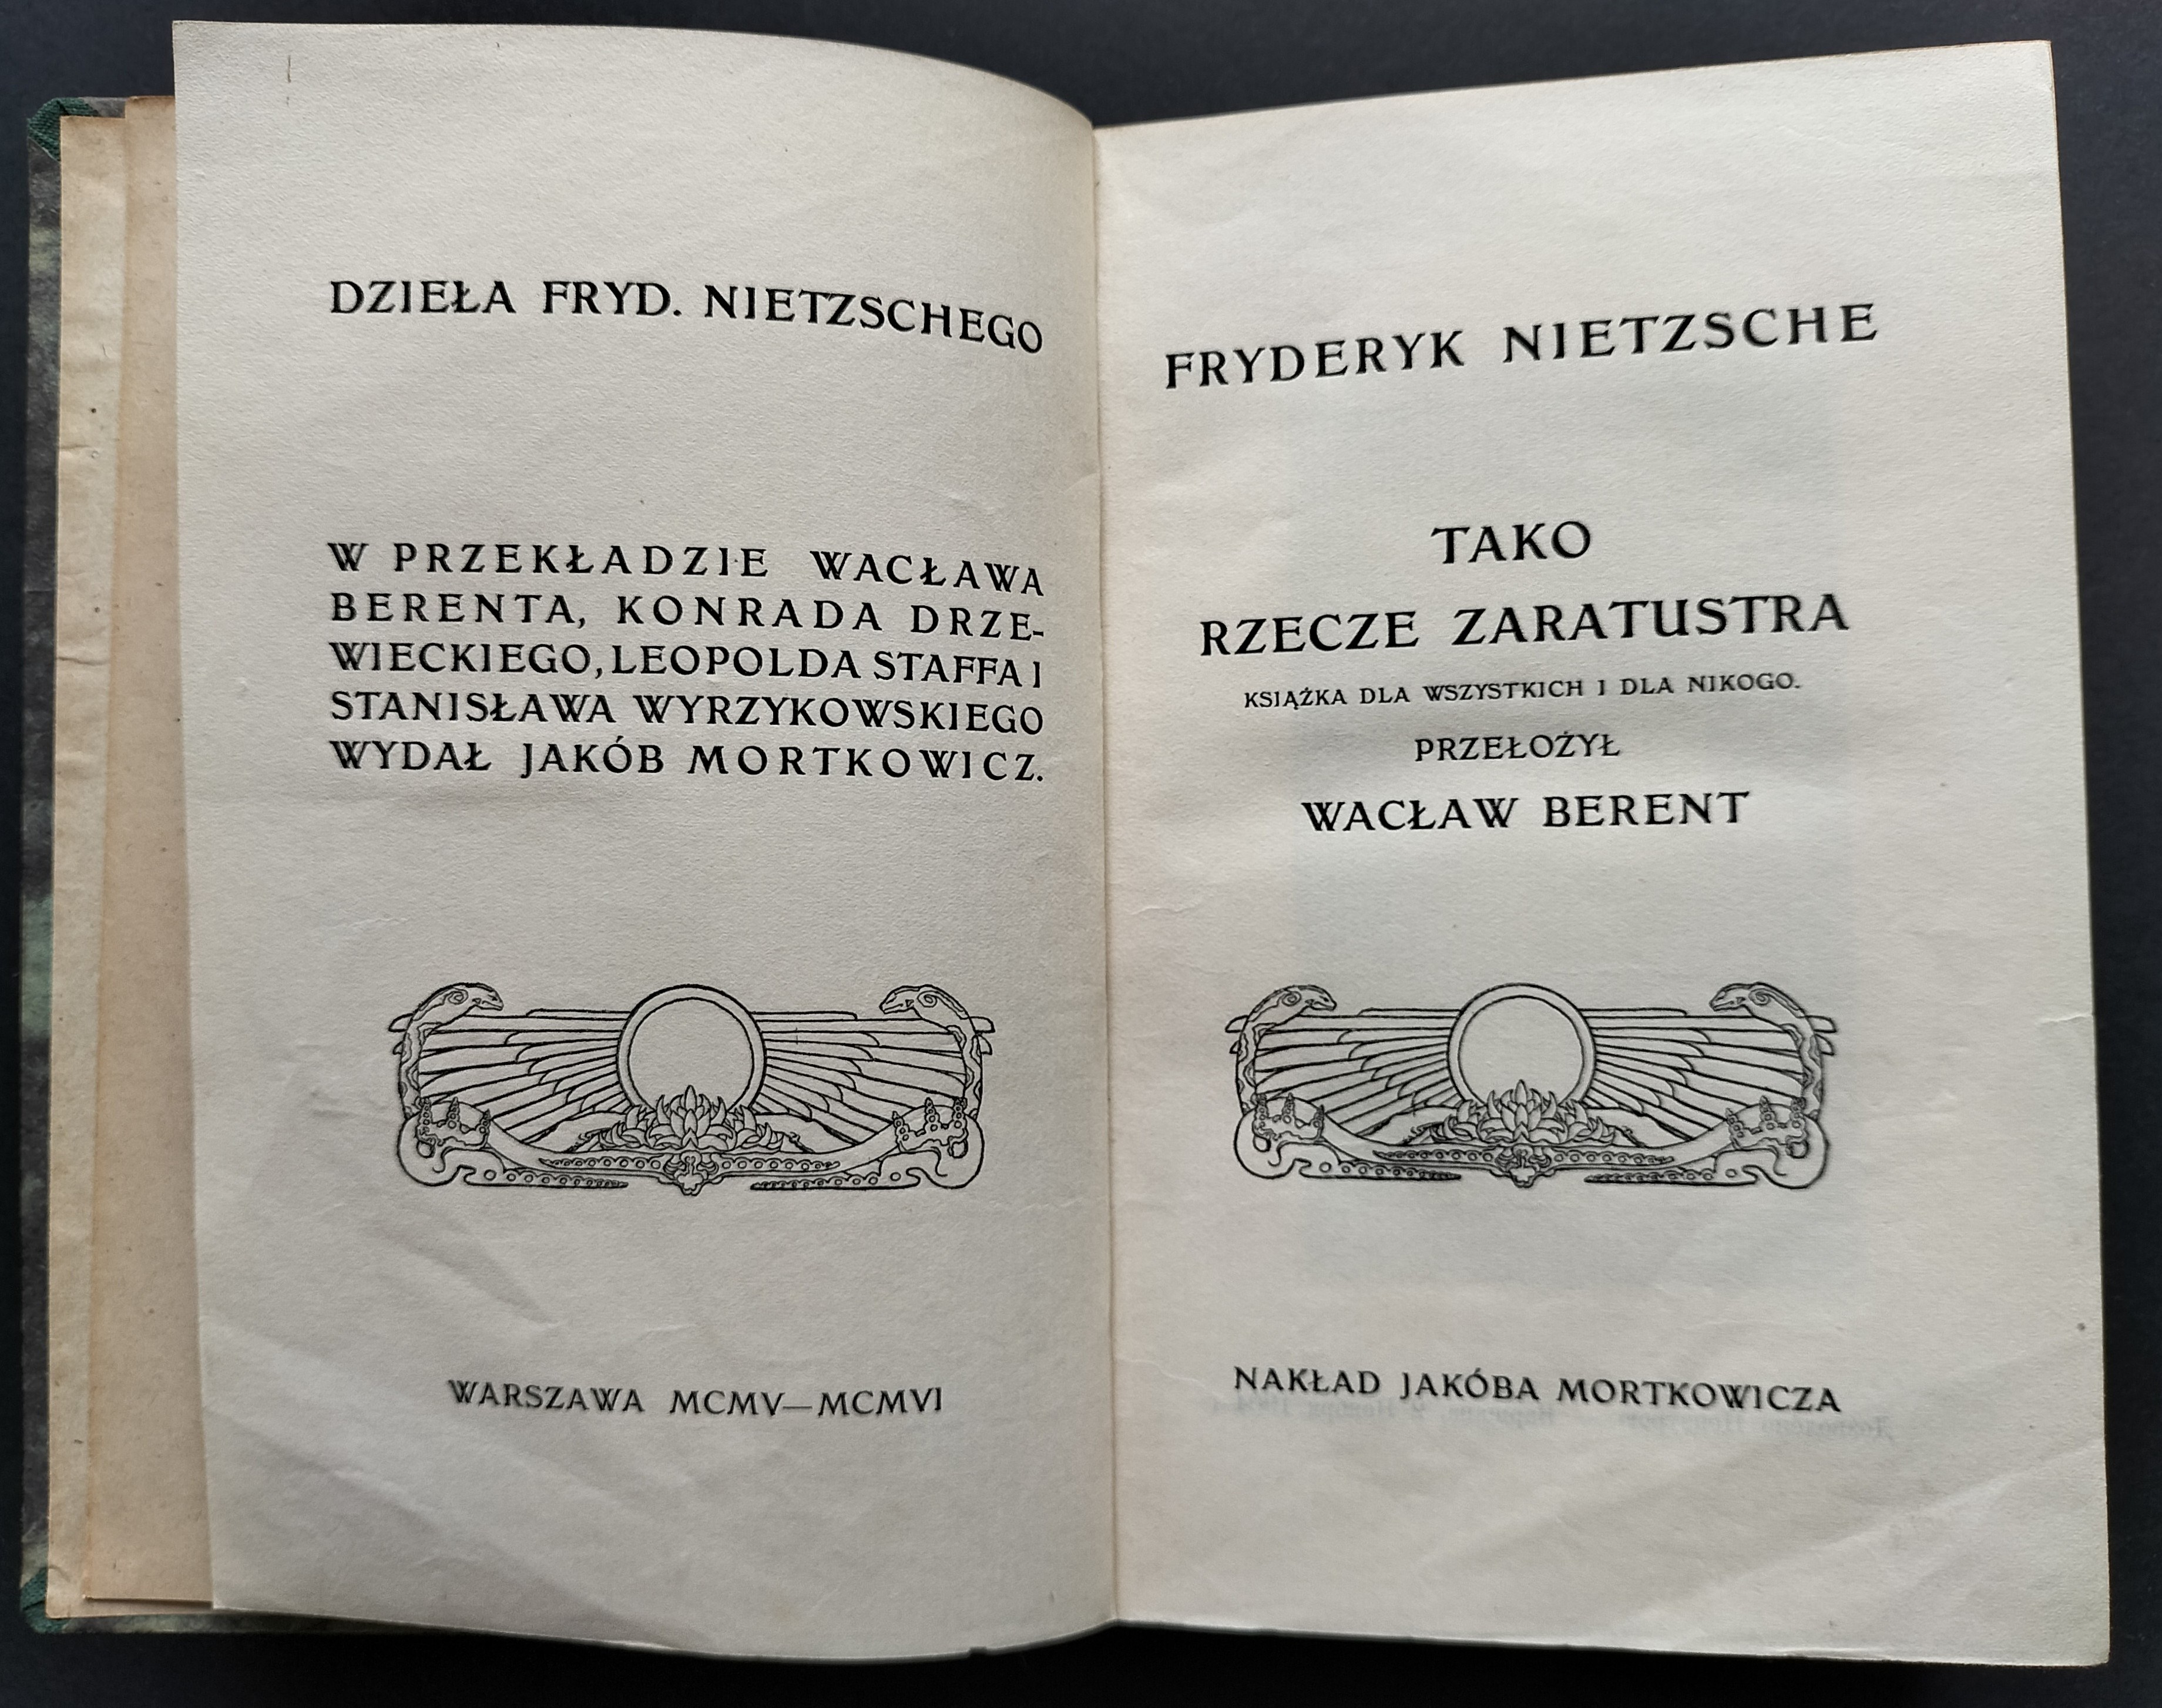 DZIEŁA FRYD. NIETZSCHEGO
W PRZEKŁADZIE WACŁAWA
BERENTA, KONRADA DRZE-
WIECKIEGO, LEOPOLDA STAFFA I
STANISŁAWA WYRZYKOWSKIEGO
WYDAŁ JAKÓB MORTKOWICZ.
WARSZAWA MCMV—MCMVI
FRYDERYK NIETZSCHE
TAKO
RZECZE ZARATUSTRA
KSIĄŻKA DLA WSZYSTKICH I DLA NIKOGO.
PRZEŁOŻYŁ
WACŁAW BERENT
NAKŁAD JAKÓBA MORTKOWICZA